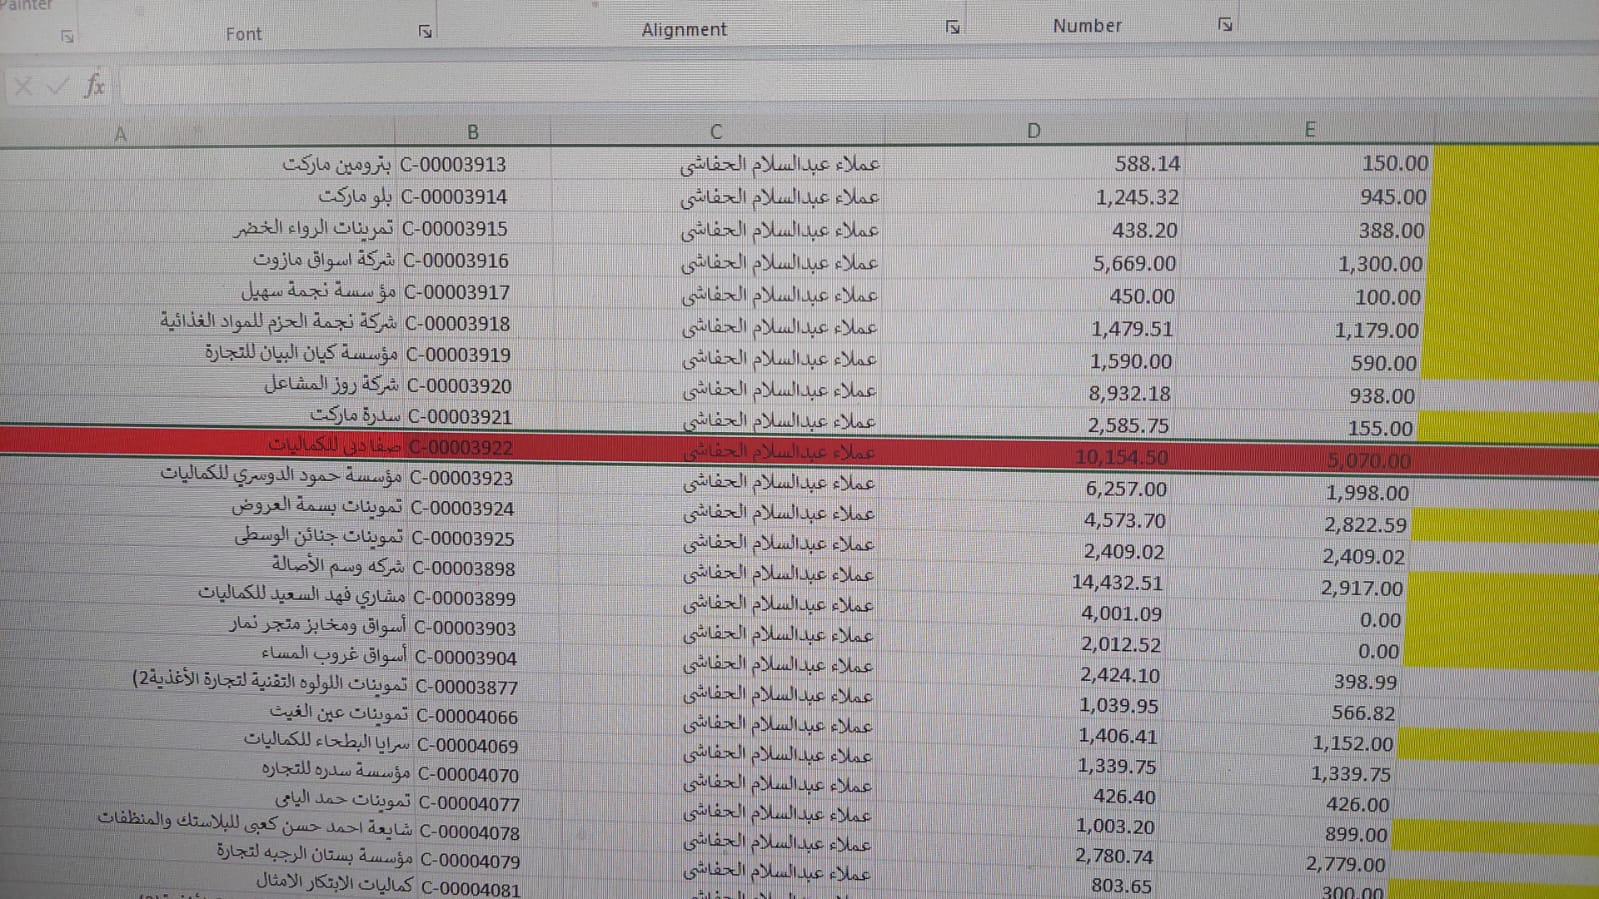 Painter
Font Alignment Number
fx
A B C D E
بترومين ماركت C-00003913 عملاء عبدالسلام الحفاشي 588.14 150.00
بلو ماركت C-00003914 عملاء عبدالسلام الحفاشي 1,245.32 945.00
تمرينات الرواء الخضر C-00003915 عملاء عبدالسلام الحفاشي 438.20 388.00
شركة اسواق مازوت C-00003916 عملاء عبدالسلام الحفاشي 5,669.00 1,300.00
مؤ سسة نجمة سهيل C-00003917 عملاء عبدالسلام الحفاشي 450.00 100.00
شركة نجمة الحزم للمواد الغذائية C-00003918 عملاء عبدالسلام الحفاشي 1,479.51 1,179.00
مؤسسة كيان البيان للتجارة C-00003919 عملاء عبدالسلام الحفاشي 1,590.00 590.00
شركة روز المشاعل C-00003920 عملاء عبدالسلام الحفاشي 8,932.18 938.00
سدرة ماركت C-00003921 عملاء عبدالسلام الحفاشي 2,585.75 155.00
صفا دبي للكماليات C-00003922 عملاء عبدالسلام الحفاشي 10,154.50 5,070.00
مؤسسة حمود الدوسري للكماليات C-00003923 عملاء عبدالسلام الحفاشي 6,257.00 1,998.00
تموينات بسمة العروض C-00003924 عملاء عبدالسلام الحفاشي 4,573.70 2,822.59
تموينات جنائن الوسطى C-00003925 عملاء عبدالسلام الحفاشي 2,409.02 2,409.02
شركه وسم الأصالة C-00003898 عملاء عبدالسلام الحفاشي 14,432.51 2,917.00
مشاري فهد السعيد للكماليات C-00003899 عملاء عبدالسلام الحفاشي 4,001.09 0.00
أسواق ومخابز متجر نمار C-00003903 عملاء عبدالسلام الحفاشي 2,012.52 0.00
أسواق غروب المساء C-00003904 عملاء عبدالسلام الحفاشي 2,424.10 398.99
تموينات اللولوه التقنية لتجارة الأغذية2) C-00003877 عملاء عبدالسلام الحفاشي 1,039.95 566.82
تموينات عين الغيث C-00004066 عملاء عبدالسلام الحفاشي 1,406.41 1,152.00
سرايا البطحاء للكماليات C-00004069 عملاء عبدالسلام الحفاشي 1,339.75 1,339.75
مؤسسة سدره للتجاره C-00004070 عملاء عبدالسلام الحفاشي 426.40 426.00
تموينات حمد اليامي C-00004077 عملاء عبدالسلام الحفاشي 1,003.20 899.00
شايعة احمد حسن كعبي للبلاستك والمنظفات C-00004078 عملاء عبدالسلام الحفاشي 2,780.74 2,779.00
مؤسسة بستان الرجبه لتجارة C-00004079 عملاء عبدالسلام الحفاشي 803.65 300.00
كماليات الابتكار الامثال C-00004081